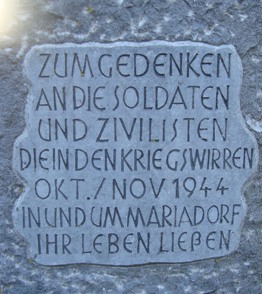 ZUM GEDENKEN
AN DIE SOLDATEN
UND ZIVILISTEN
DIE IN DEN KRIEGSWIRREN
OKT./NOV 1944
IN UND UM MARIADORF
IHR LEBEN LIEßEN